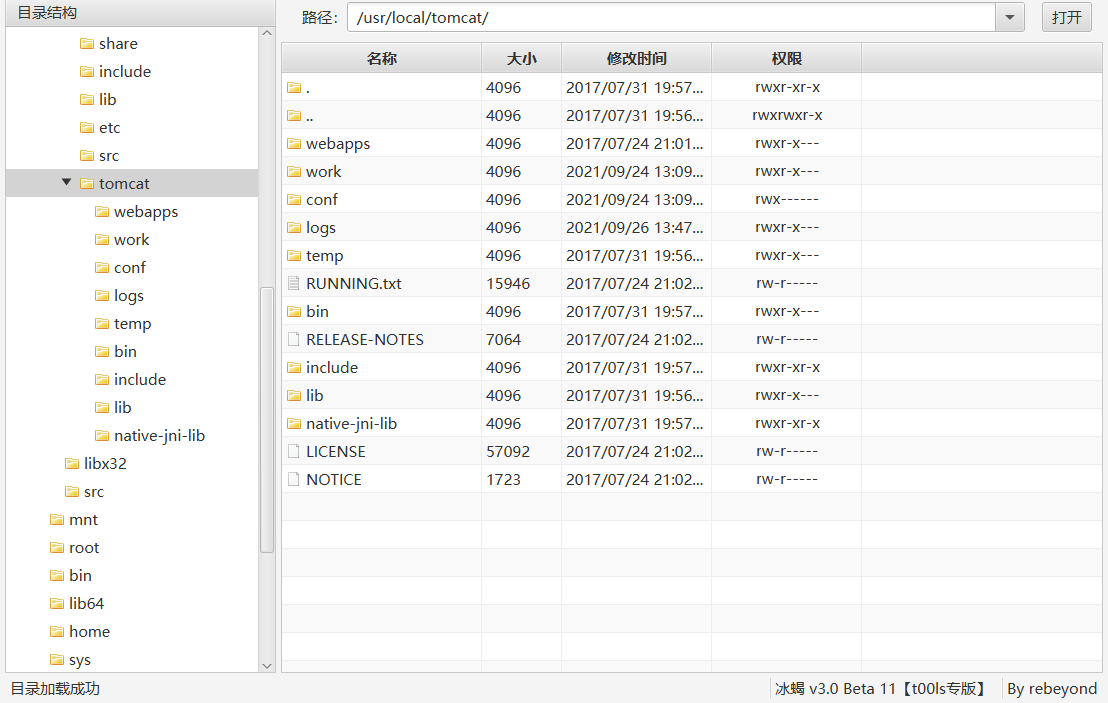 目录结构
路径: /usr/local/tomcat/ 打开
share
include
lib
etc
src
tomcat
webapps
work
conf
logs
temp
bin
include
lib
native-jni-lib
libx32
src
mnt
root
bin
lib64
home
sys
名称 大小 修改时间 权限
. 4096 2017/07/31 19:57... rwxr-xr-x
.. 4096 2017/07/31 19:56... rwxrwxr-x
webapps 4096 2017/07/24 21:01... rwxr-x---
work 4096 2021/09/24 13:09... rwxr-x---
conf 4096 2021/09/24 13:09... rwx------
logs 4096 2021/09/26 13:47... rwxr-x---
temp 4096 2017/07/31 19:56... rwxr-x---
RUNNING.txt 15946 2017/07/24 21:02... rw-r-----
bin 4096 2017/07/31 19:57... rwxr-x---
RELEASE-NOTES 7064 2017/07/24 21:02... rw-r-----
include 4096 2017/07/31 19:57... rwxr-xr-x
lib 4096 2017/07/31 19:56... rwxr-x---
native-jni-lib 4096 2017/07/31 19:57... rwxr-xr-x
LICENSE 57092 2017/07/24 21:02... rw-r-----
NOTICE 1723 2017/07/24 21:02... rw-r-----
目录加载成功
冰蝎 v3.0 Beta 11【t00ls专版】 By rebeyond